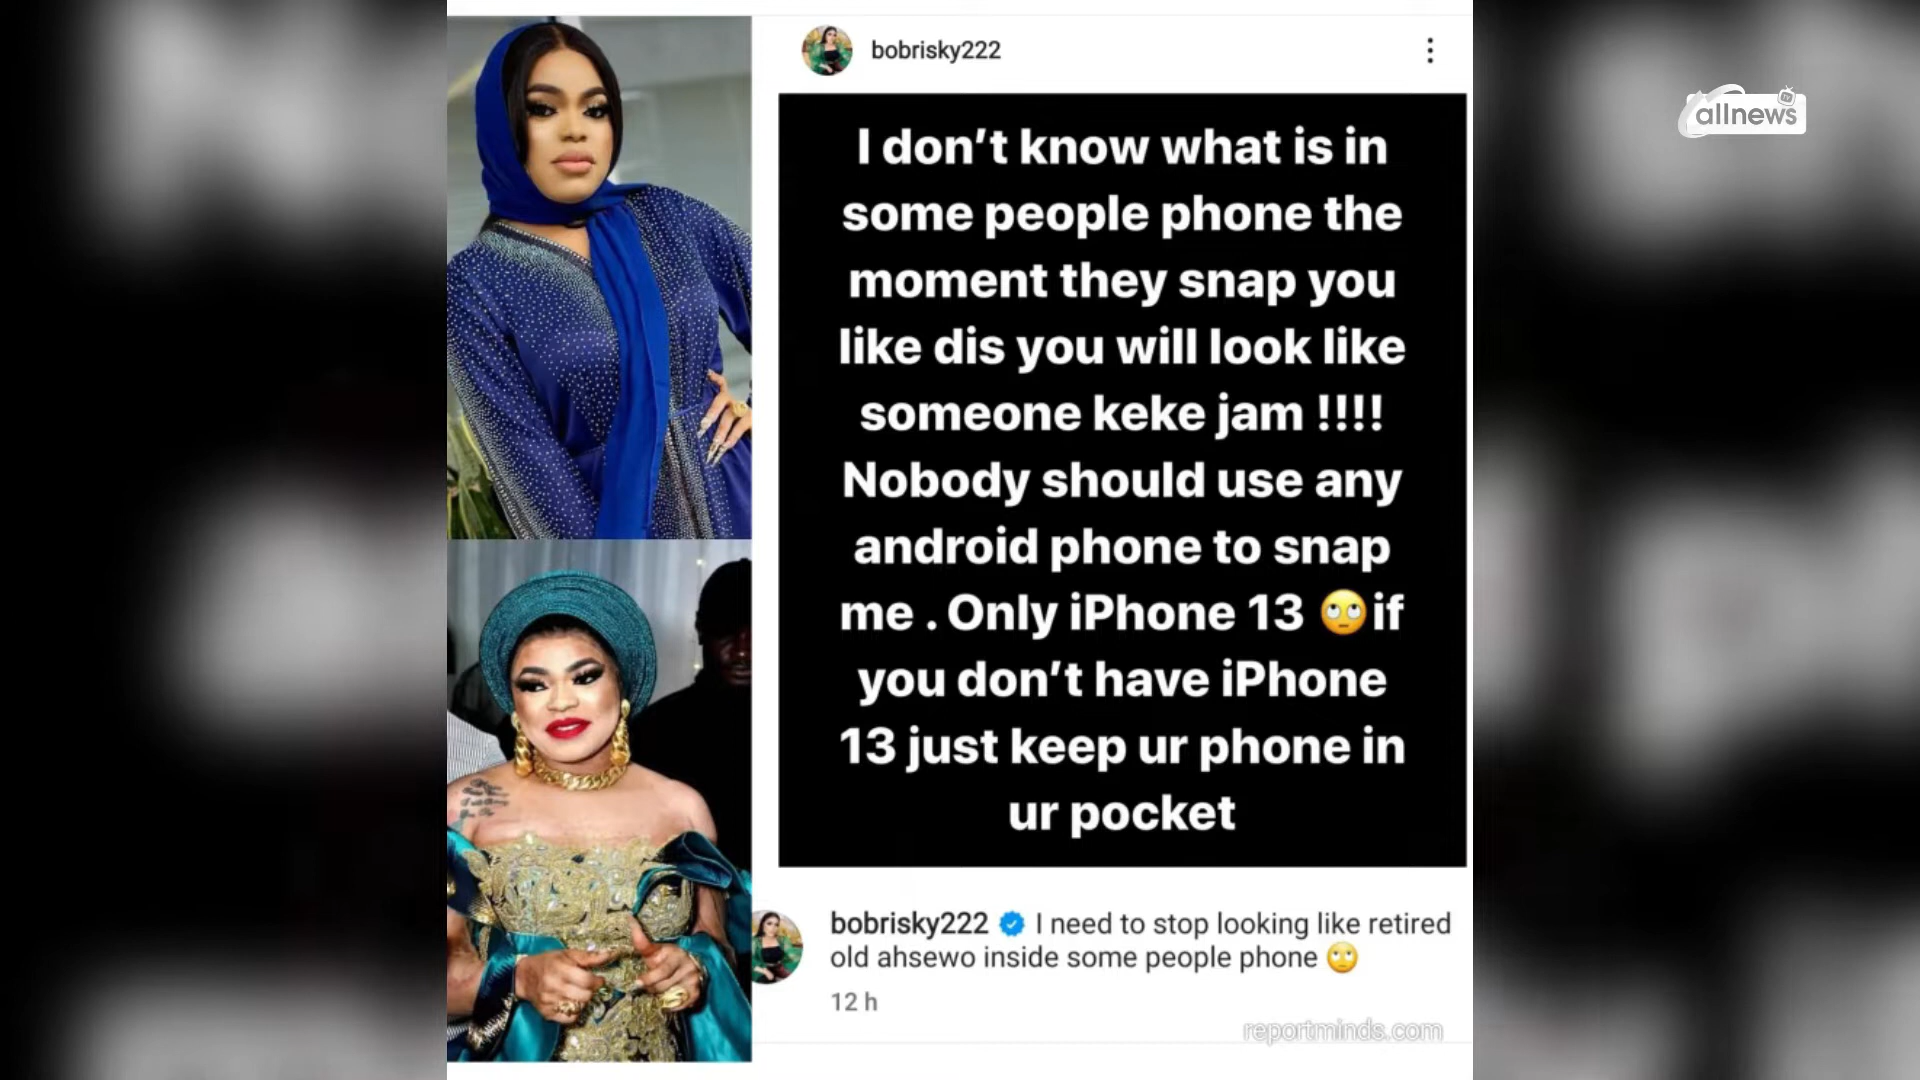 bobrisky222
allnews
TV
I don’t know what is in
some people phone the
moment they snap you
like dis you will look like
someone keke jam !!!!
Nobody should use any
android phone to snap
me . Only iPhone 13 🙄if
you don’t have iPhone
13 just keep ur phone in
ur pocket
bobrisky222 I need to stop looking like retired
old ahsewo inside some people phone 🙄
12 h
reportminds.com